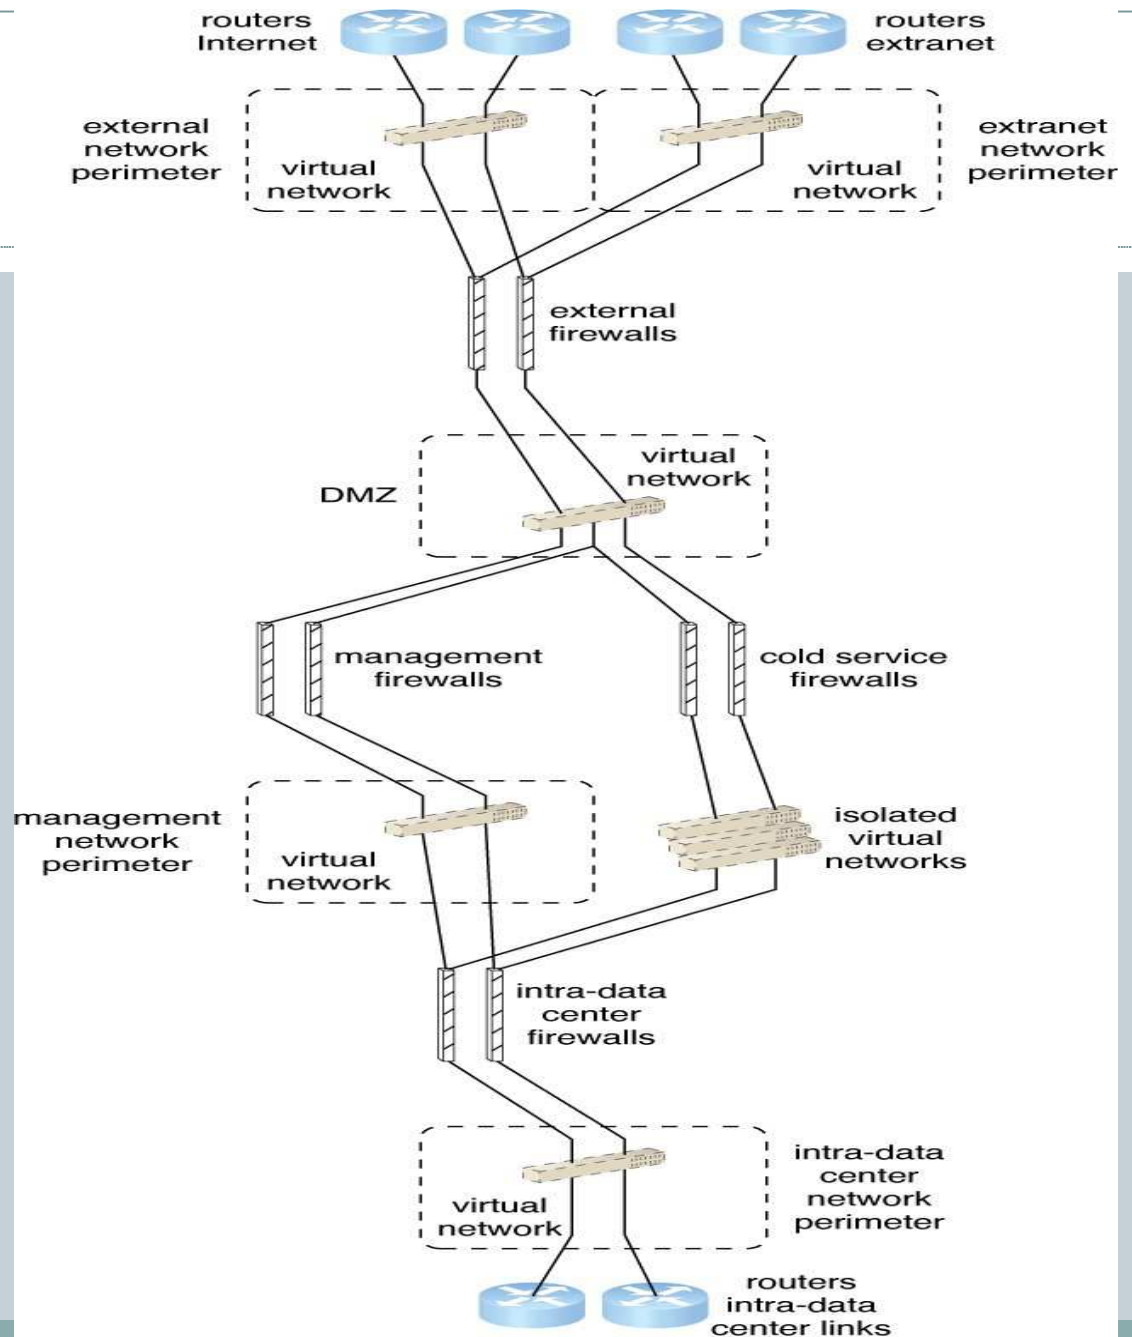 routers
Internet
routers
extranet
external
network
perimeter
virtual
network
virtual
network
extranet
network
perimeter
external
firewalls
virtual
network
DMZ
management
firewalls
cold service
firewalls
management
network
perimeter
virtual
network
isolated
virtual
networks
intra-data
center
firewalls
virtual
network
intra-data
center
network
perimeter
routers
intra-data
center links